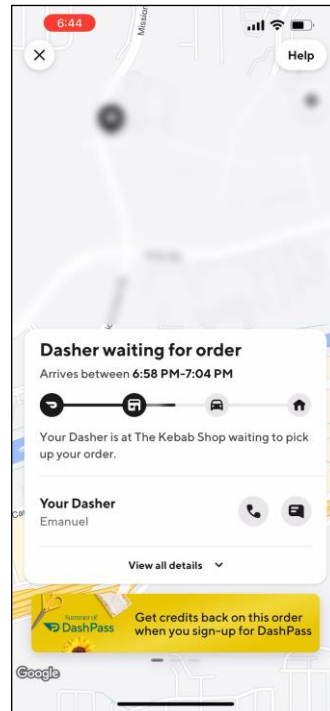 6:44
Mission
Help
Dasher waiting for order
Arrives between 6:58 PM-7:04 PM
Your Dasher is at The Kebab Shop waiting to pick
up your order.
Your Dasher
Emanuel
View all details
Summer of
DashPass
Get credits back on this order
when you sign-up for DashPass
Google